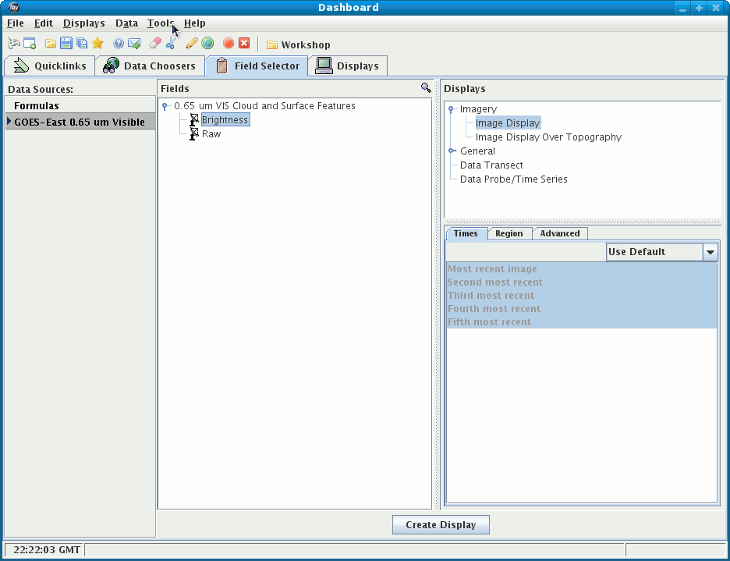 Dashboard
File Edit Displays Data Tools Help
Workshop
Quicklinks Data Choosers Field Selector Displays
Data Sources:
Formulas
GOES-East 0.65 um Visible
Fields
0.65 um VIS Cloud and Surface Features
Brightness
Raw
Displays
Imagery
Image Display
Image Display Over Topography
General
Data Transect
Data Probe/Time Series
Times Region Advanced
Use Default
Most recent image
Second most recent
Third most recent
Fourth most recent
Fifth most recent
Create Display
22:22:03 GMT